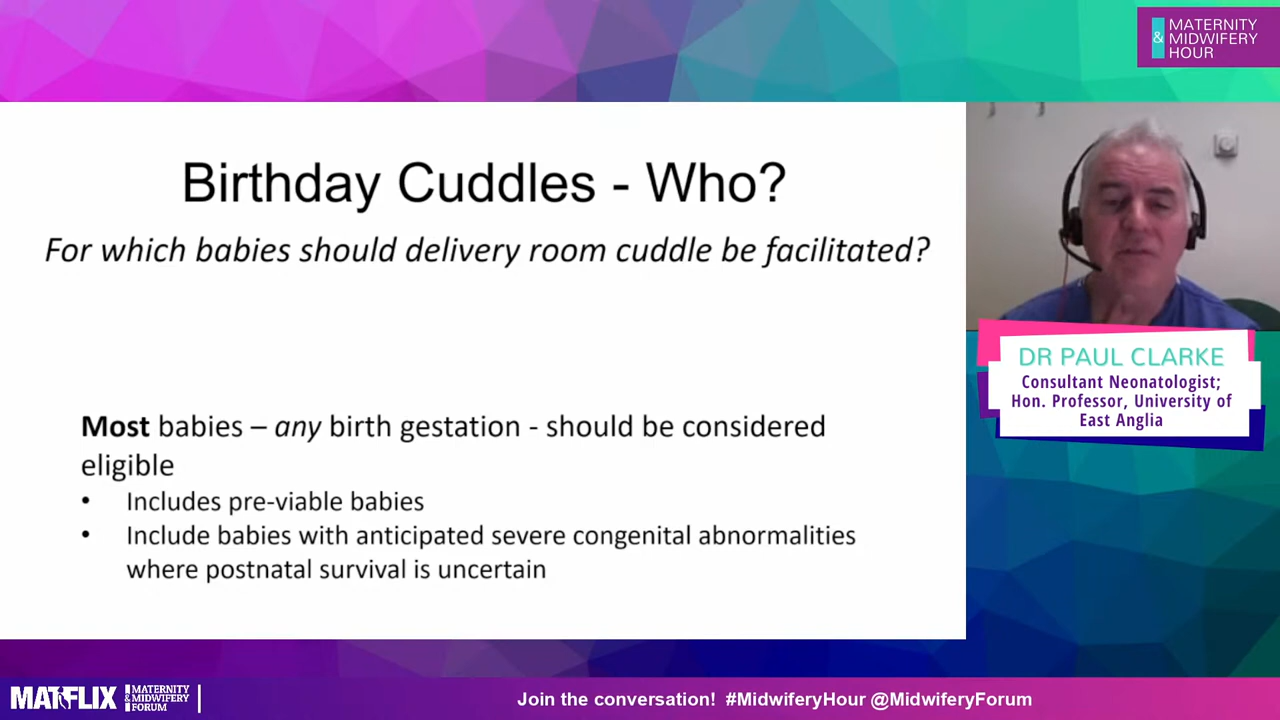 MATERNITY
& MIDWIFERY
HOUR
Birthday Cuddles - Who?
For which babies should delivery room cuddle be facilitated?
Most babies – any birth gestation - should be considered
eligible
• Includes pre-viable babies
• Include babies with anticipated severe congenital abnormalities
where postnatal survival is uncertain
DR PAUL CLARKE
Consultant Neonatologist;
Hon. Professor, University of
East Anglia
MATFLIX
MATERNITY
& MIDWIFERY
FORUM
Join the conversation! #MidwiferyHour @MidwiferyForum